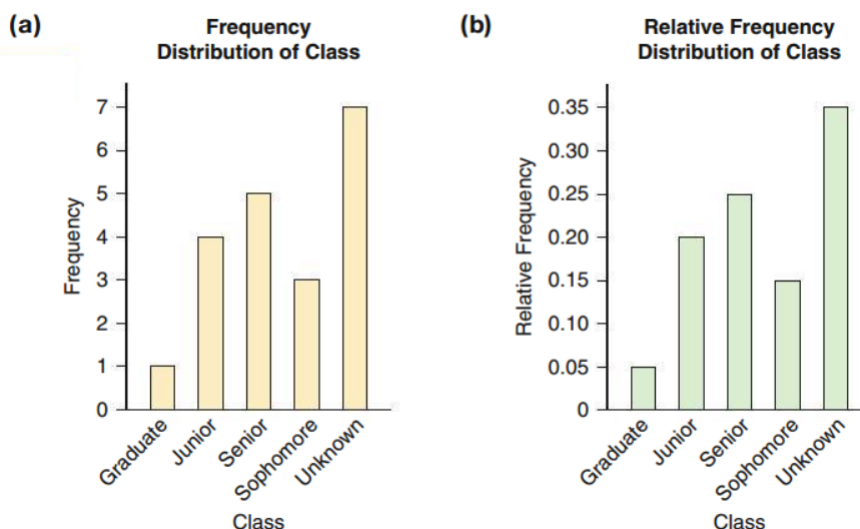 (a)
Frequency
Distribution of Class
7
6
5
4
3
2
1
0
Frequency
Graduate
Junior
Senior
Sophomore
Unknown
Class
(b)
Relative Frequency
Distribution of Class
0.35
0.30
0.25
0.20
0.15
0.10
0.05
0
Relative Frequency
Graduate
Junior
Senior
Sophomore
Unknown
Class